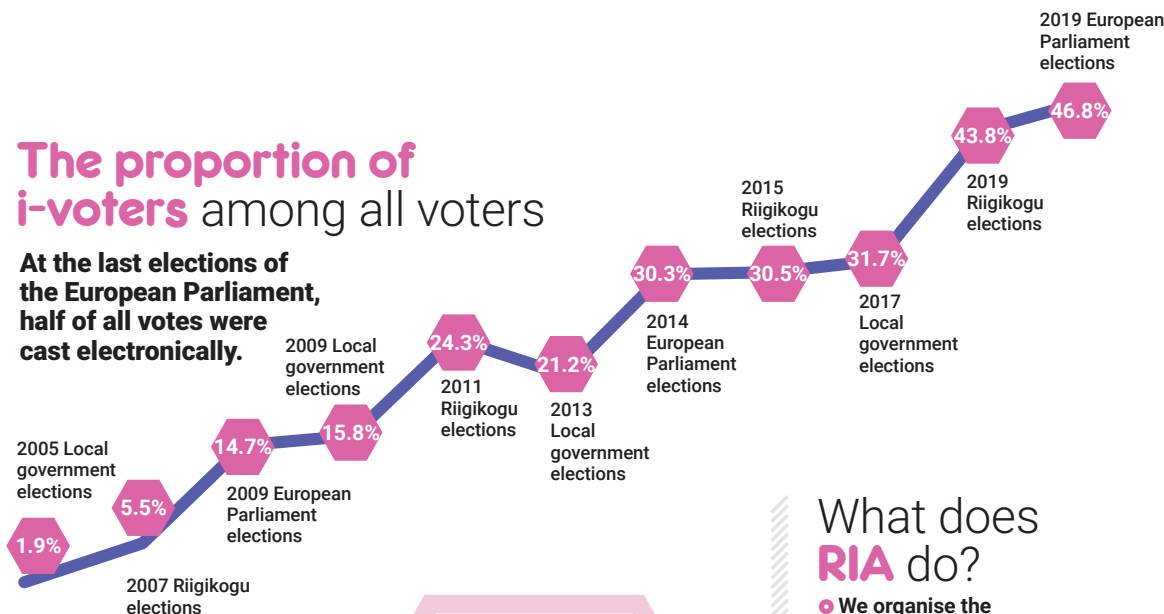 The proportion of
i-voters among all voters
At the last elections of
the European Parliament,
half of all votes were
cast electronically.
1.9%
2005 Local
government
elections
5.5%
2007 Riigikogu
elections
14.7%
2009 European
Parliament
elections
15.8%
2009 Local
government
elections
24.3%
2011
Riigikogu
elections
21.2%
2013
Local
government
elections
30.3%
2014
European
Parliament
elections
30.5%
2015
Riigikogu
elections
31.7%
2017
Local
government
elections
43.8%
2019
Riigikogu
elections
46.8%
2019 European
Parliament
elections
What does
RIA do?
We organise the